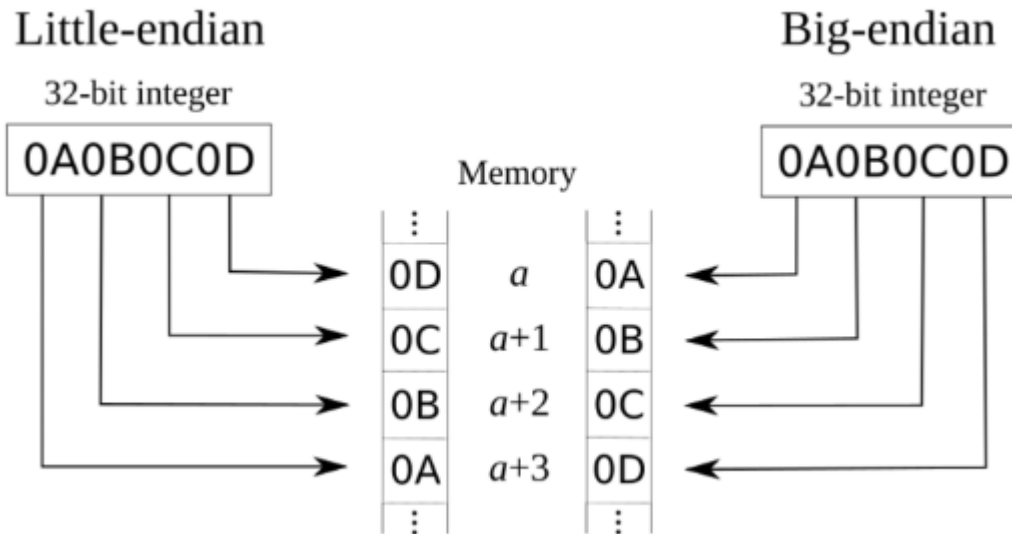 Little-endian
Big-endian
32-bit integer
32-bit integer
0A0B0C0D
0A0B0C0D
Memory
⋮ ⋮
0D a 0A
0C a+1 0B
0B a+2 0C
0A a+3 0D
⋮ ⋮